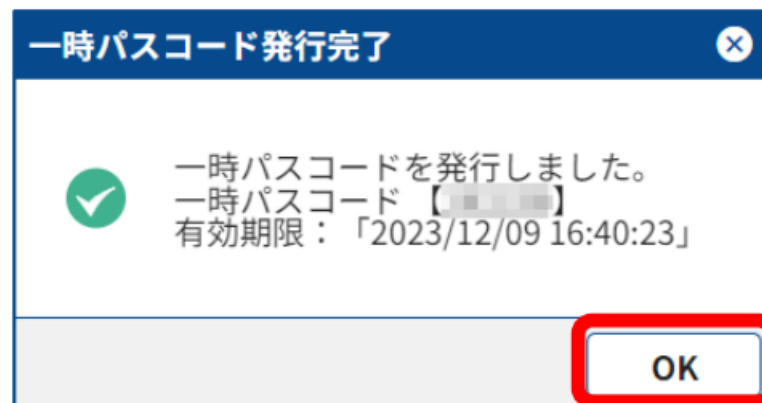 一時パスコード発行完了
一時パスコードを発行しました。
一時パスコード 【】
有効期限：「2023/12/09 16:40:23」
OK